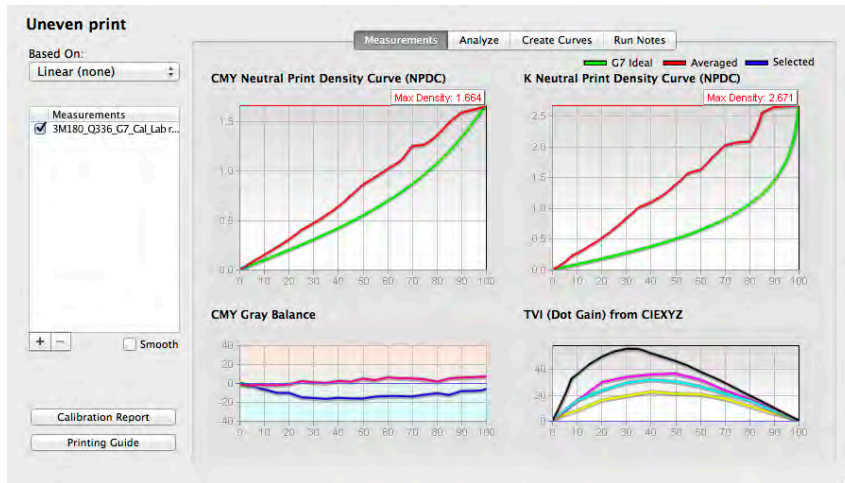 Uneven print
Based On:
Linear (none)
Measurements
3M180_Q336_G7_Cal_Lab r...
+ −
Smooth
Calibration Report
Printing Guide
Measurements Analyze Create Curves Run Notes
G7 Ideal Averaged Selected
CMY Neutral Print Density Curve (NPDC)
Max Density: 1.664
1.5
1.0
0.5
0.0
0 10 20 30 40 50 60 70 80 90 100
K Neutral Print Density Curve (NPDC)
Max Density: 2.671
2.5
2.0
1.5
1.0
0.5
0.0
0 10 20 30 40 50 60 70 80 90 100
CMY Gray Balance
40
20
0
-20
-40
0 10 20 30 40 50 60 70 80 90 100
TVI (Dot Gain) from CIEXYZ
40
20
0
0 10 20 30 40 50 60 70 80 90 100